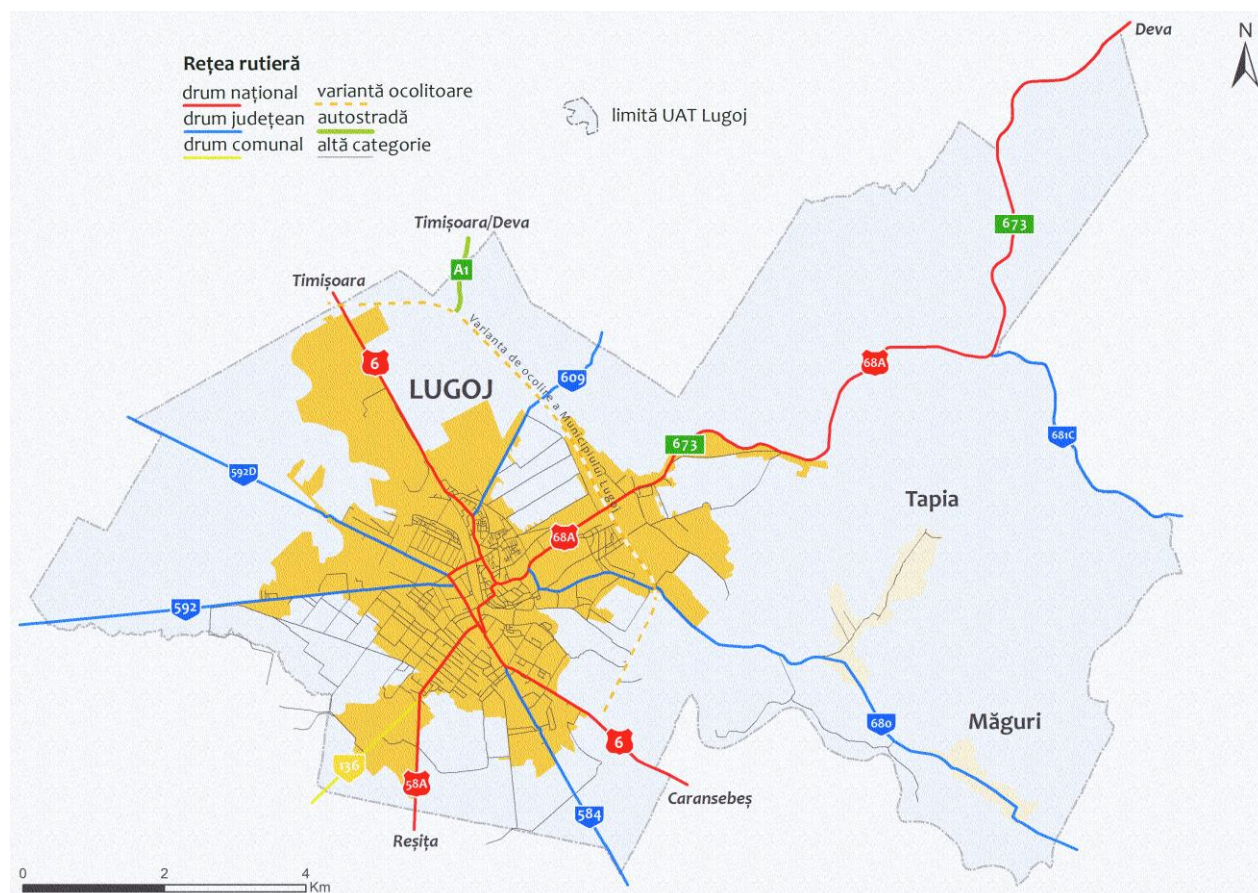 Rețea rutieră
drum național
variantă ocolitoare
drum județean
autostradă
drum comunal
altă categorie
limită UAT Lugoj
N
Deva
Timișoara/Deva
Timișoara
A1
673
6
LUGOJ
609
68A
Varianta de ocolire a Municipiului Lugoj
673
681C
592D
Tapia
68A
592
680
Măguri
6
136
58A
584
Caransebeș
Reșița
0 2 4
Km